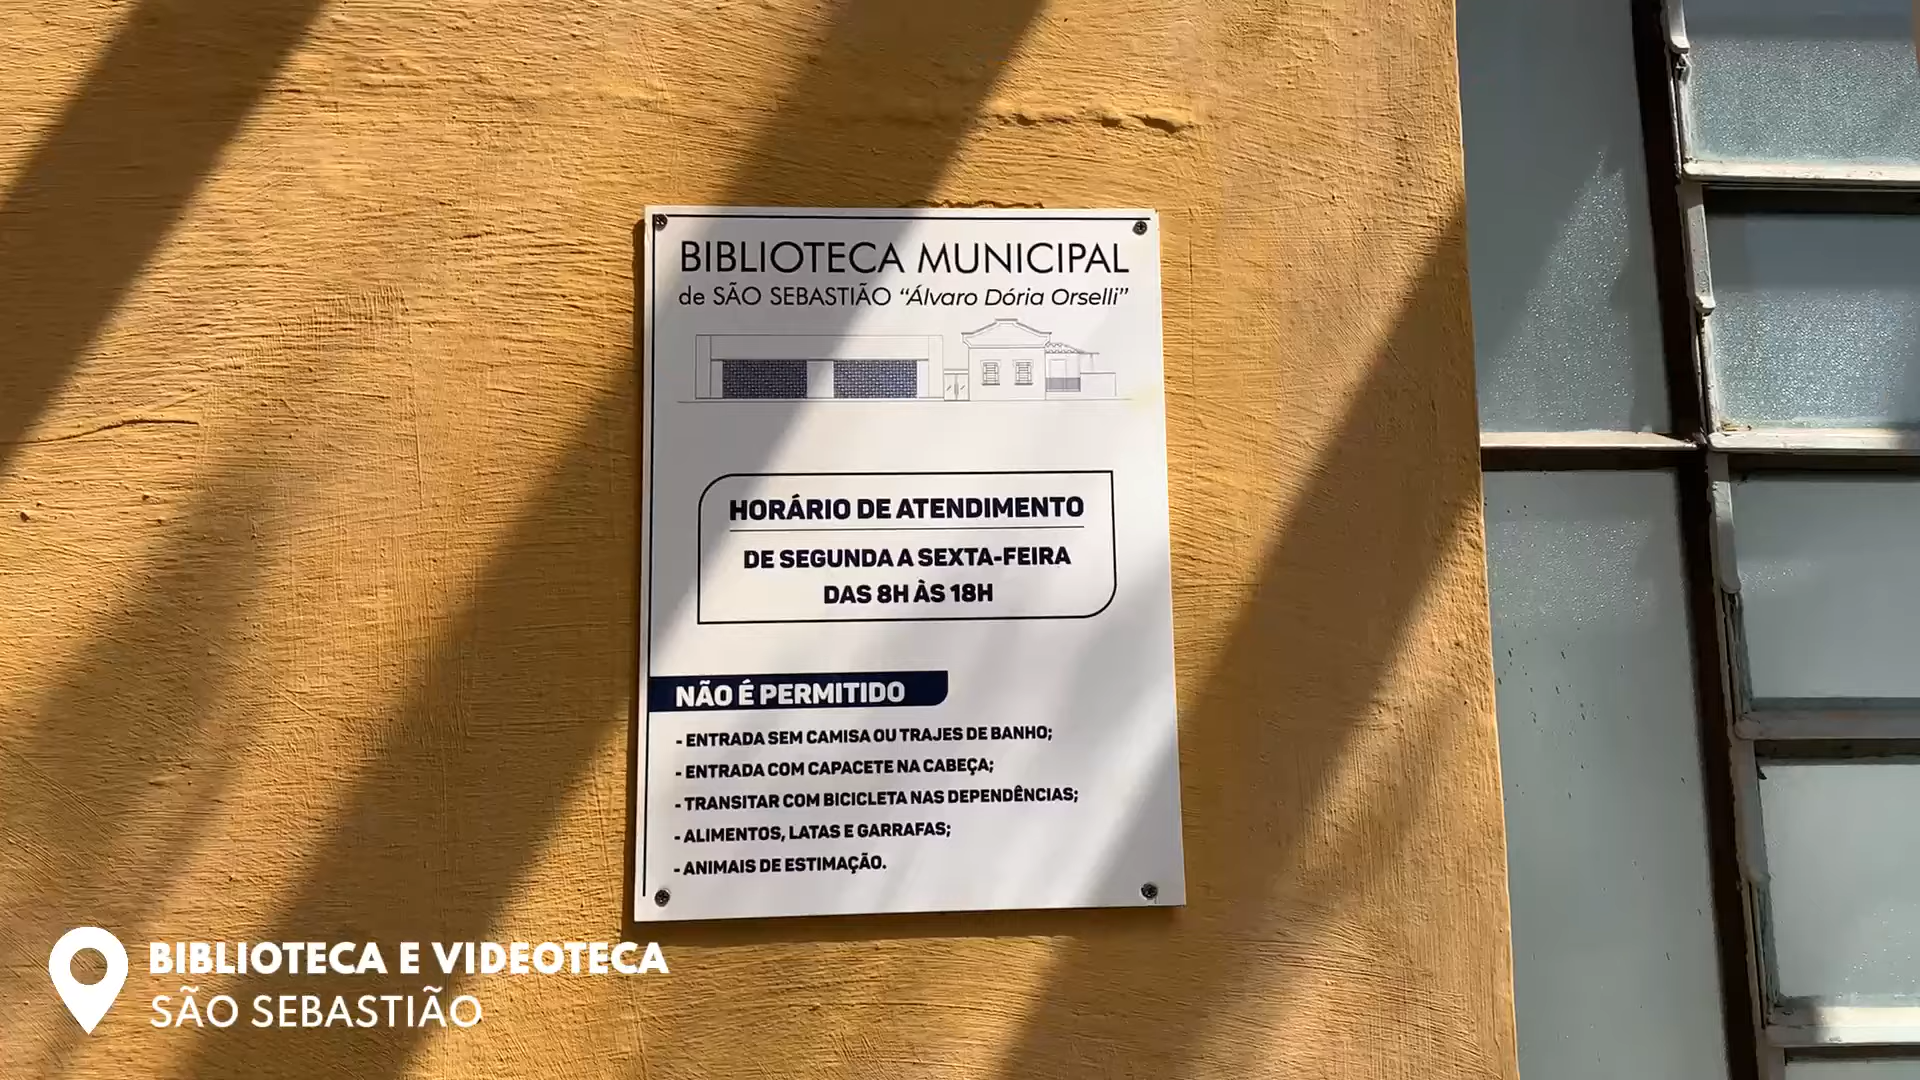 BIBLIOTECA MUNICIPAL
de SÃO SEBASTIÃO “Álvaro Dória Orselli”
HORÁRIO DE ATENDIMENTO
DE SEGUNDA A SEXTA-FEIRA
DAS 8H ÀS 18H
NÃO É PERMITIDO
- ENTRADA SEM CAMISA OU TRAJES DE BANHO;
- ENTRADA COM CAPACETE NA CABEÇA;
- TRANSITAR COM BICICLETA NAS DEPENDÊNCIAS;
- ALIMENTOS, LATAS E GARRAFAS;
- ANIMAIS DE ESTIMAÇÃO.
BIBLIOTECA E VIDEOTECA
SÃO SEBASTIÃO